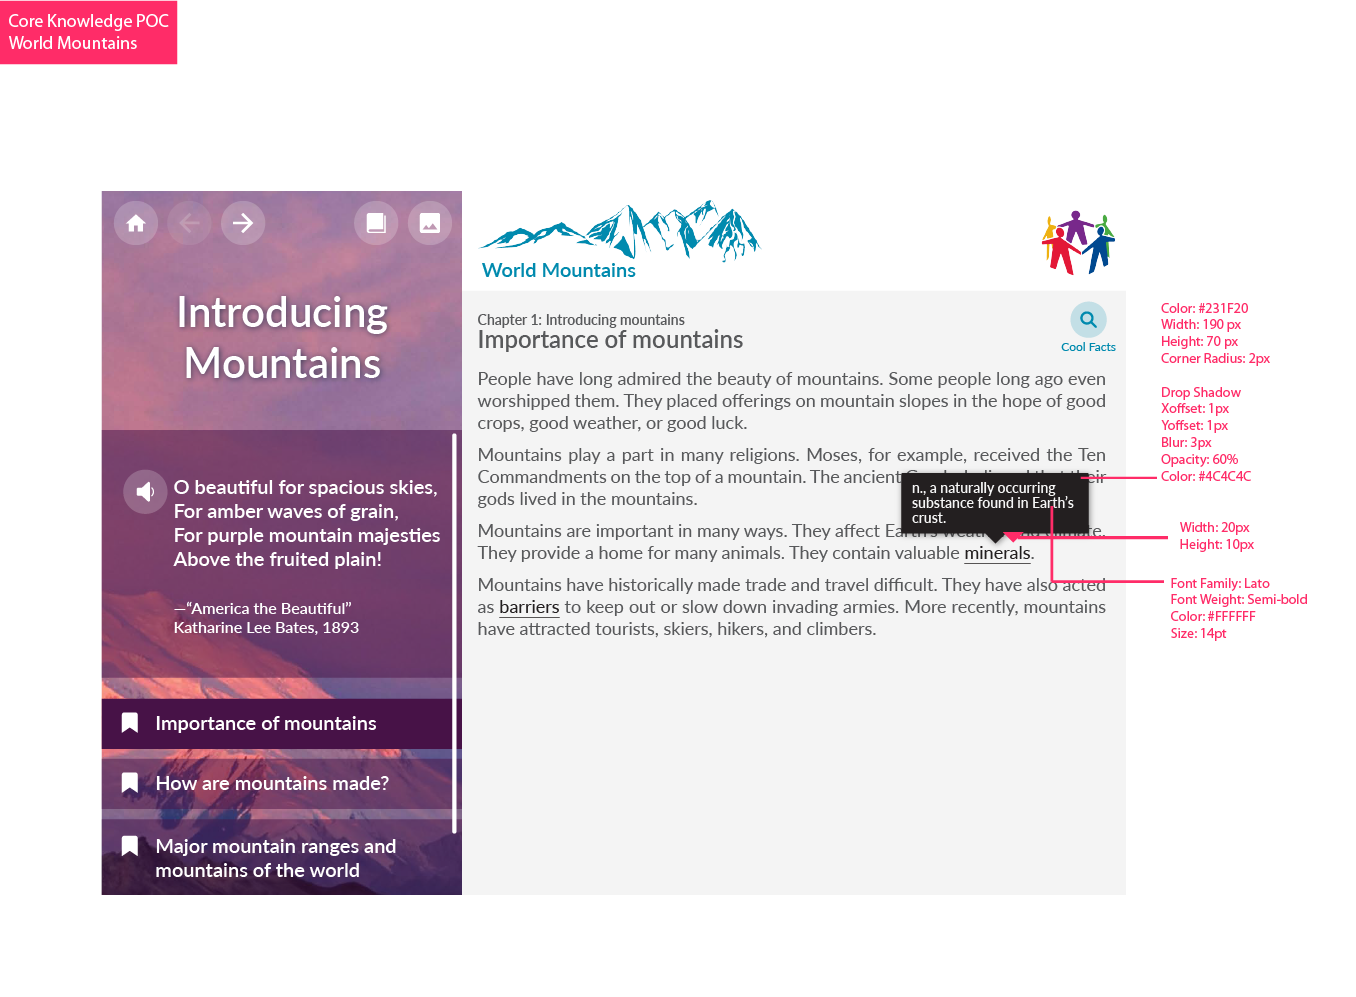 Core Knowledge POC
World Mountains
Introducing
Mountains
O beautiful for spacious skies,
For amber waves of grain,
For purple mountain majesties
Above the fruited plain!
—“America the Beautiful”
Katharine Lee Bates, 1893
Importance of mountains
How are mountains made?
Major mountain ranges and
mountains of the world
World Mountains
Chapter 1: Introducing mountains
Importance of mountains
Cool Facts
People have long admired the beauty of mountains. Some people long ago even
worshipped them. They placed offerings on mountain slopes in the hope of good
crops, good weather, or good luck.
Mountains play a part in many religions. Moses, for example, received the Ten
Commandments on the top of a mountain. The ancient their
gods lived in the mountains.
n., a naturally occurring
substance found in Earth’s
crust.
Mountains are important in many ways. They affect
They provide a home for many animals. They contain valuable minerals.
Mountains have historically made trade and travel difficult. They have also acted
as barriers to keep out or slow down invading armies. More recently, mountains
have attracted tourists, skiers, hikers, and climbers.
Color: #231F20
Width: 190 px
Height: 70 px
Corner Radius: 2px
Drop Shadow
Xoffset: 1px
Yoffset: 1px
Blur: 3px
Opacity: 60%
Color: #4C4C4C
Width: 20px
Height: 10px
Font Family: Lato
Font Weight: Semi-bold
Color: #FFFFFF
Size: 14pt